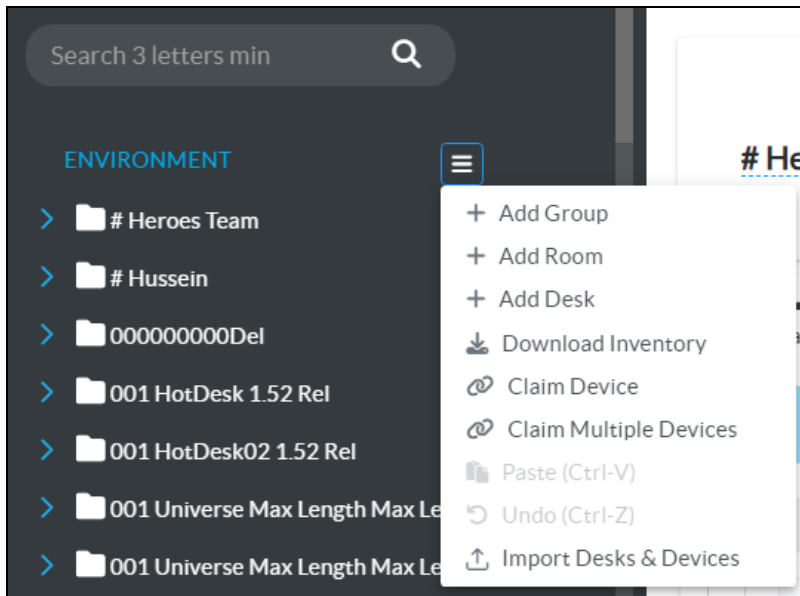 Search 3 letters min
ENVIRONMENT
# Heroes Team
# Hussein
000000000Del
001 HotDesk 1.52 Rel
001 HotDesk02 1.52 Rel
001 Universe Max Length Max Le
001 Universe Max Length Max Le
+ Add Group
+ Add Room
+ Add Desk
Download Inventory
Claim Device
Claim Multiple Devices
Paste (Ctrl-V)
Undo (Ctrl-Z)
Import Desks & Devices
# He